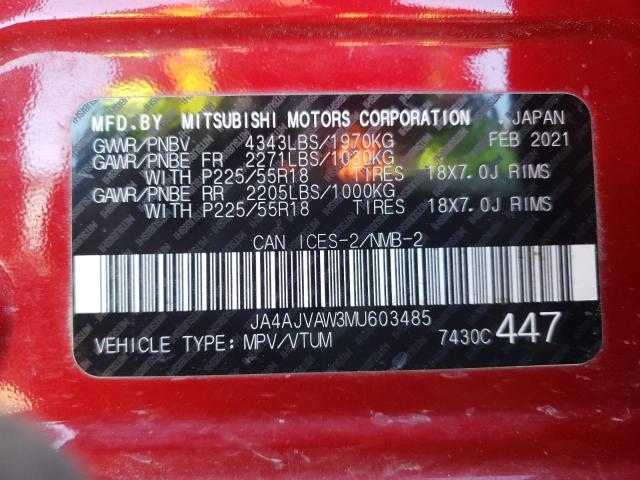 MFD.BY MITSUBISHI MOTORS CORPORATION . JAPAN
GVWR/PNBV 4343LBS/1970KG FEB 2021
GAWR/PNBE FR 2271LBS/1030KG
WITH P225/55R18 TIRES 18X7.0J RIMS
GAWR/PNBE RR 2205LBS/1000KG
WITH P225/55R18 TIRES 18X7.0J RIMS
CAN ICES-2/NMB-2
JA4AJVAW3MU603485
VEHICLE TYPE: MPV/VTUM 7430C 447